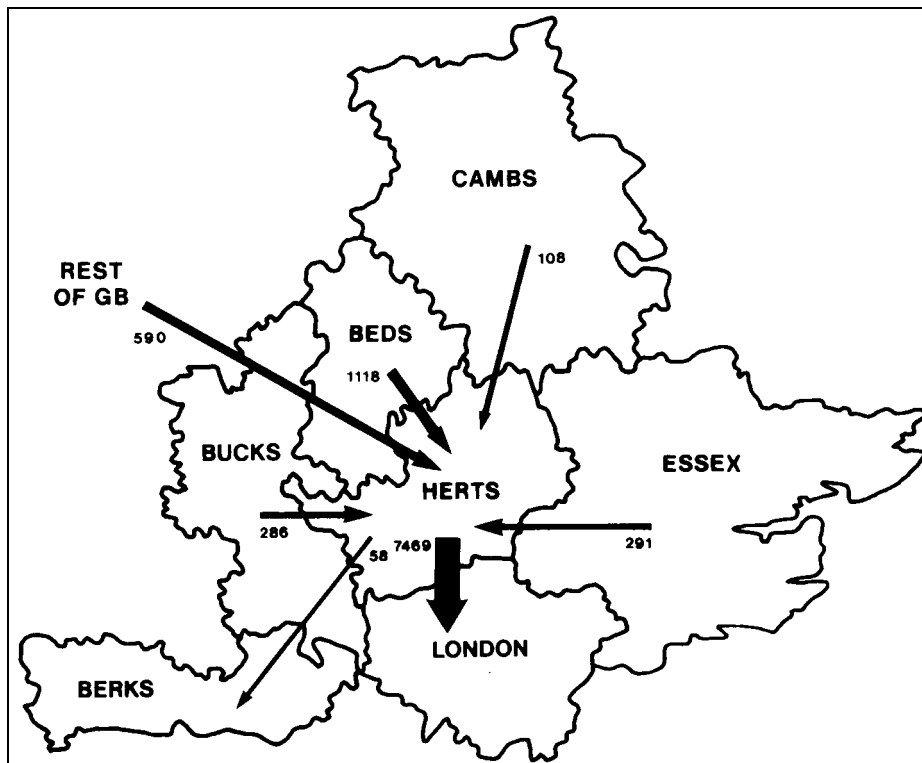 CAMBS
108
REST
OF GB
590
BEDS
1118
BUCKS
HERTS
ESSEX
286
58
7469
291
LONDON
BERKS